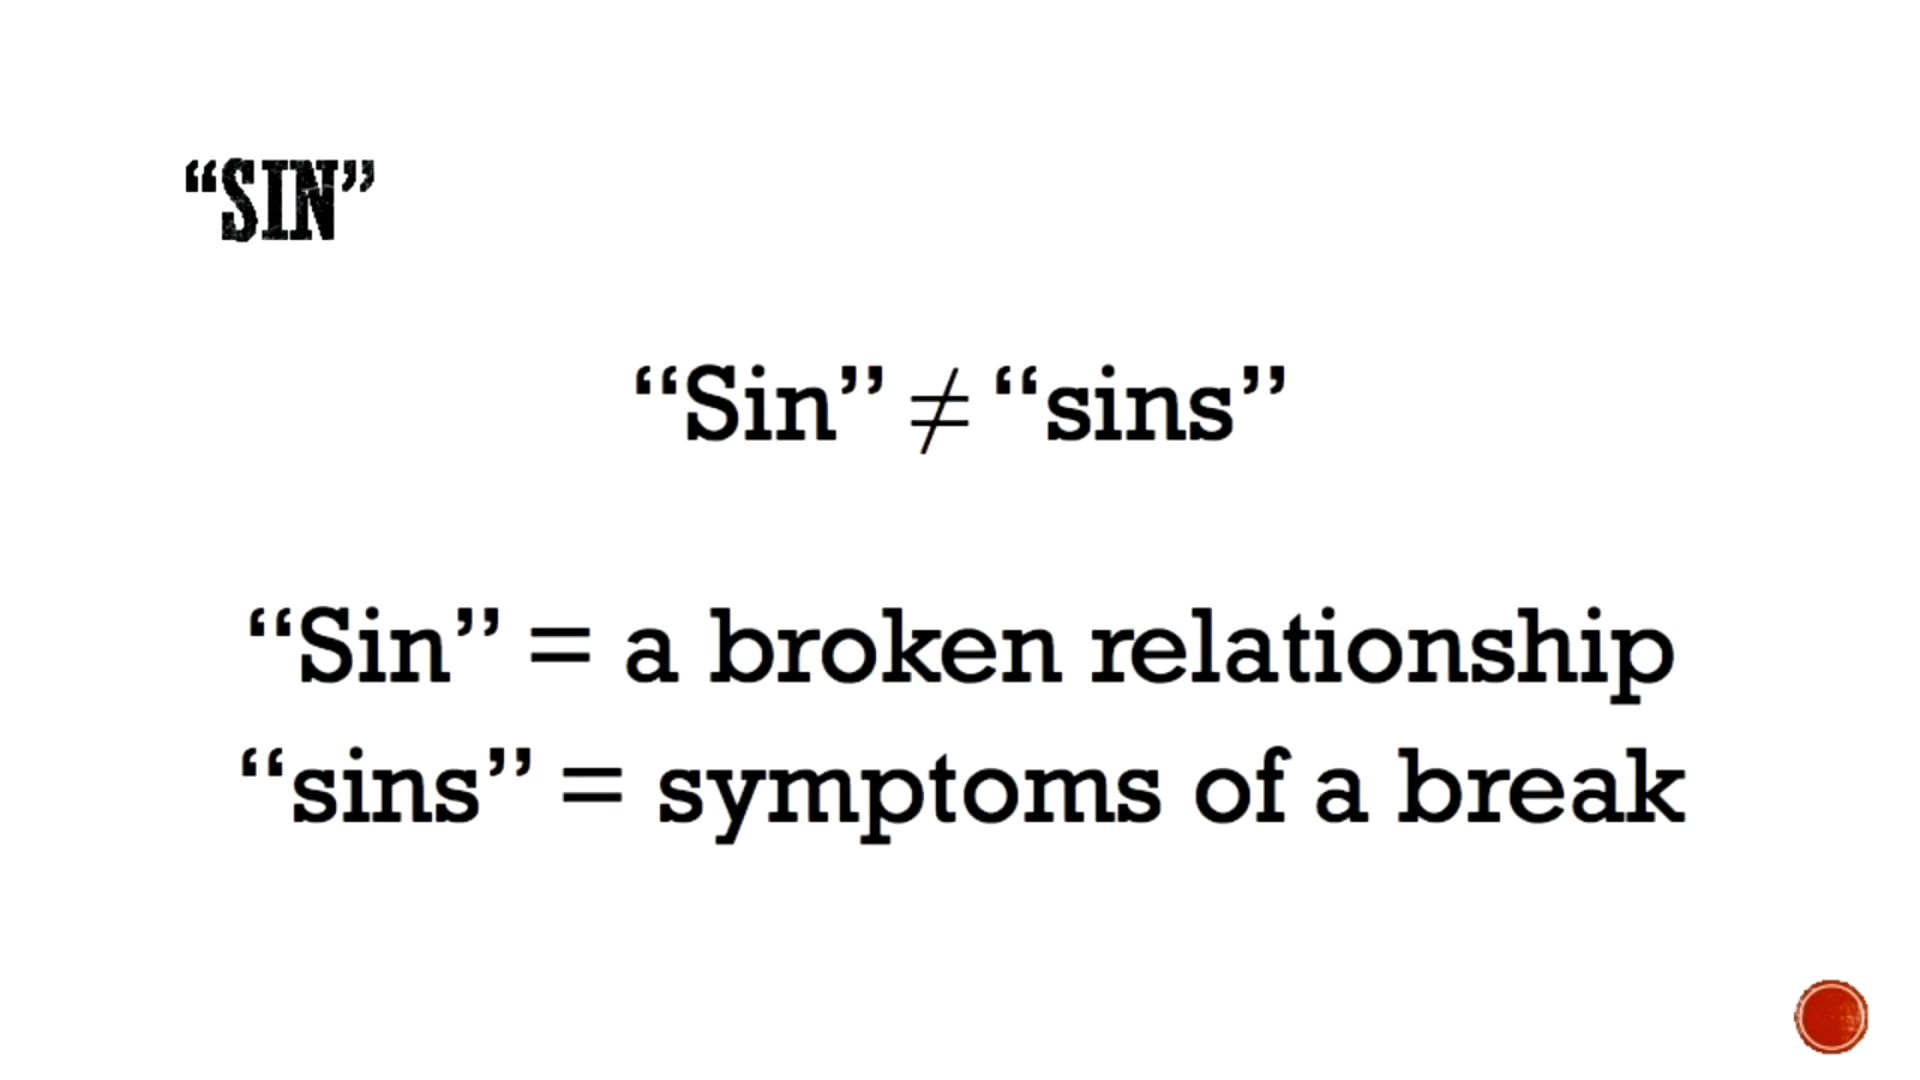 “SIN”
“Sin” ≠ “sins”
“Sin” = a broken relationship
“sins” = symptoms of a break